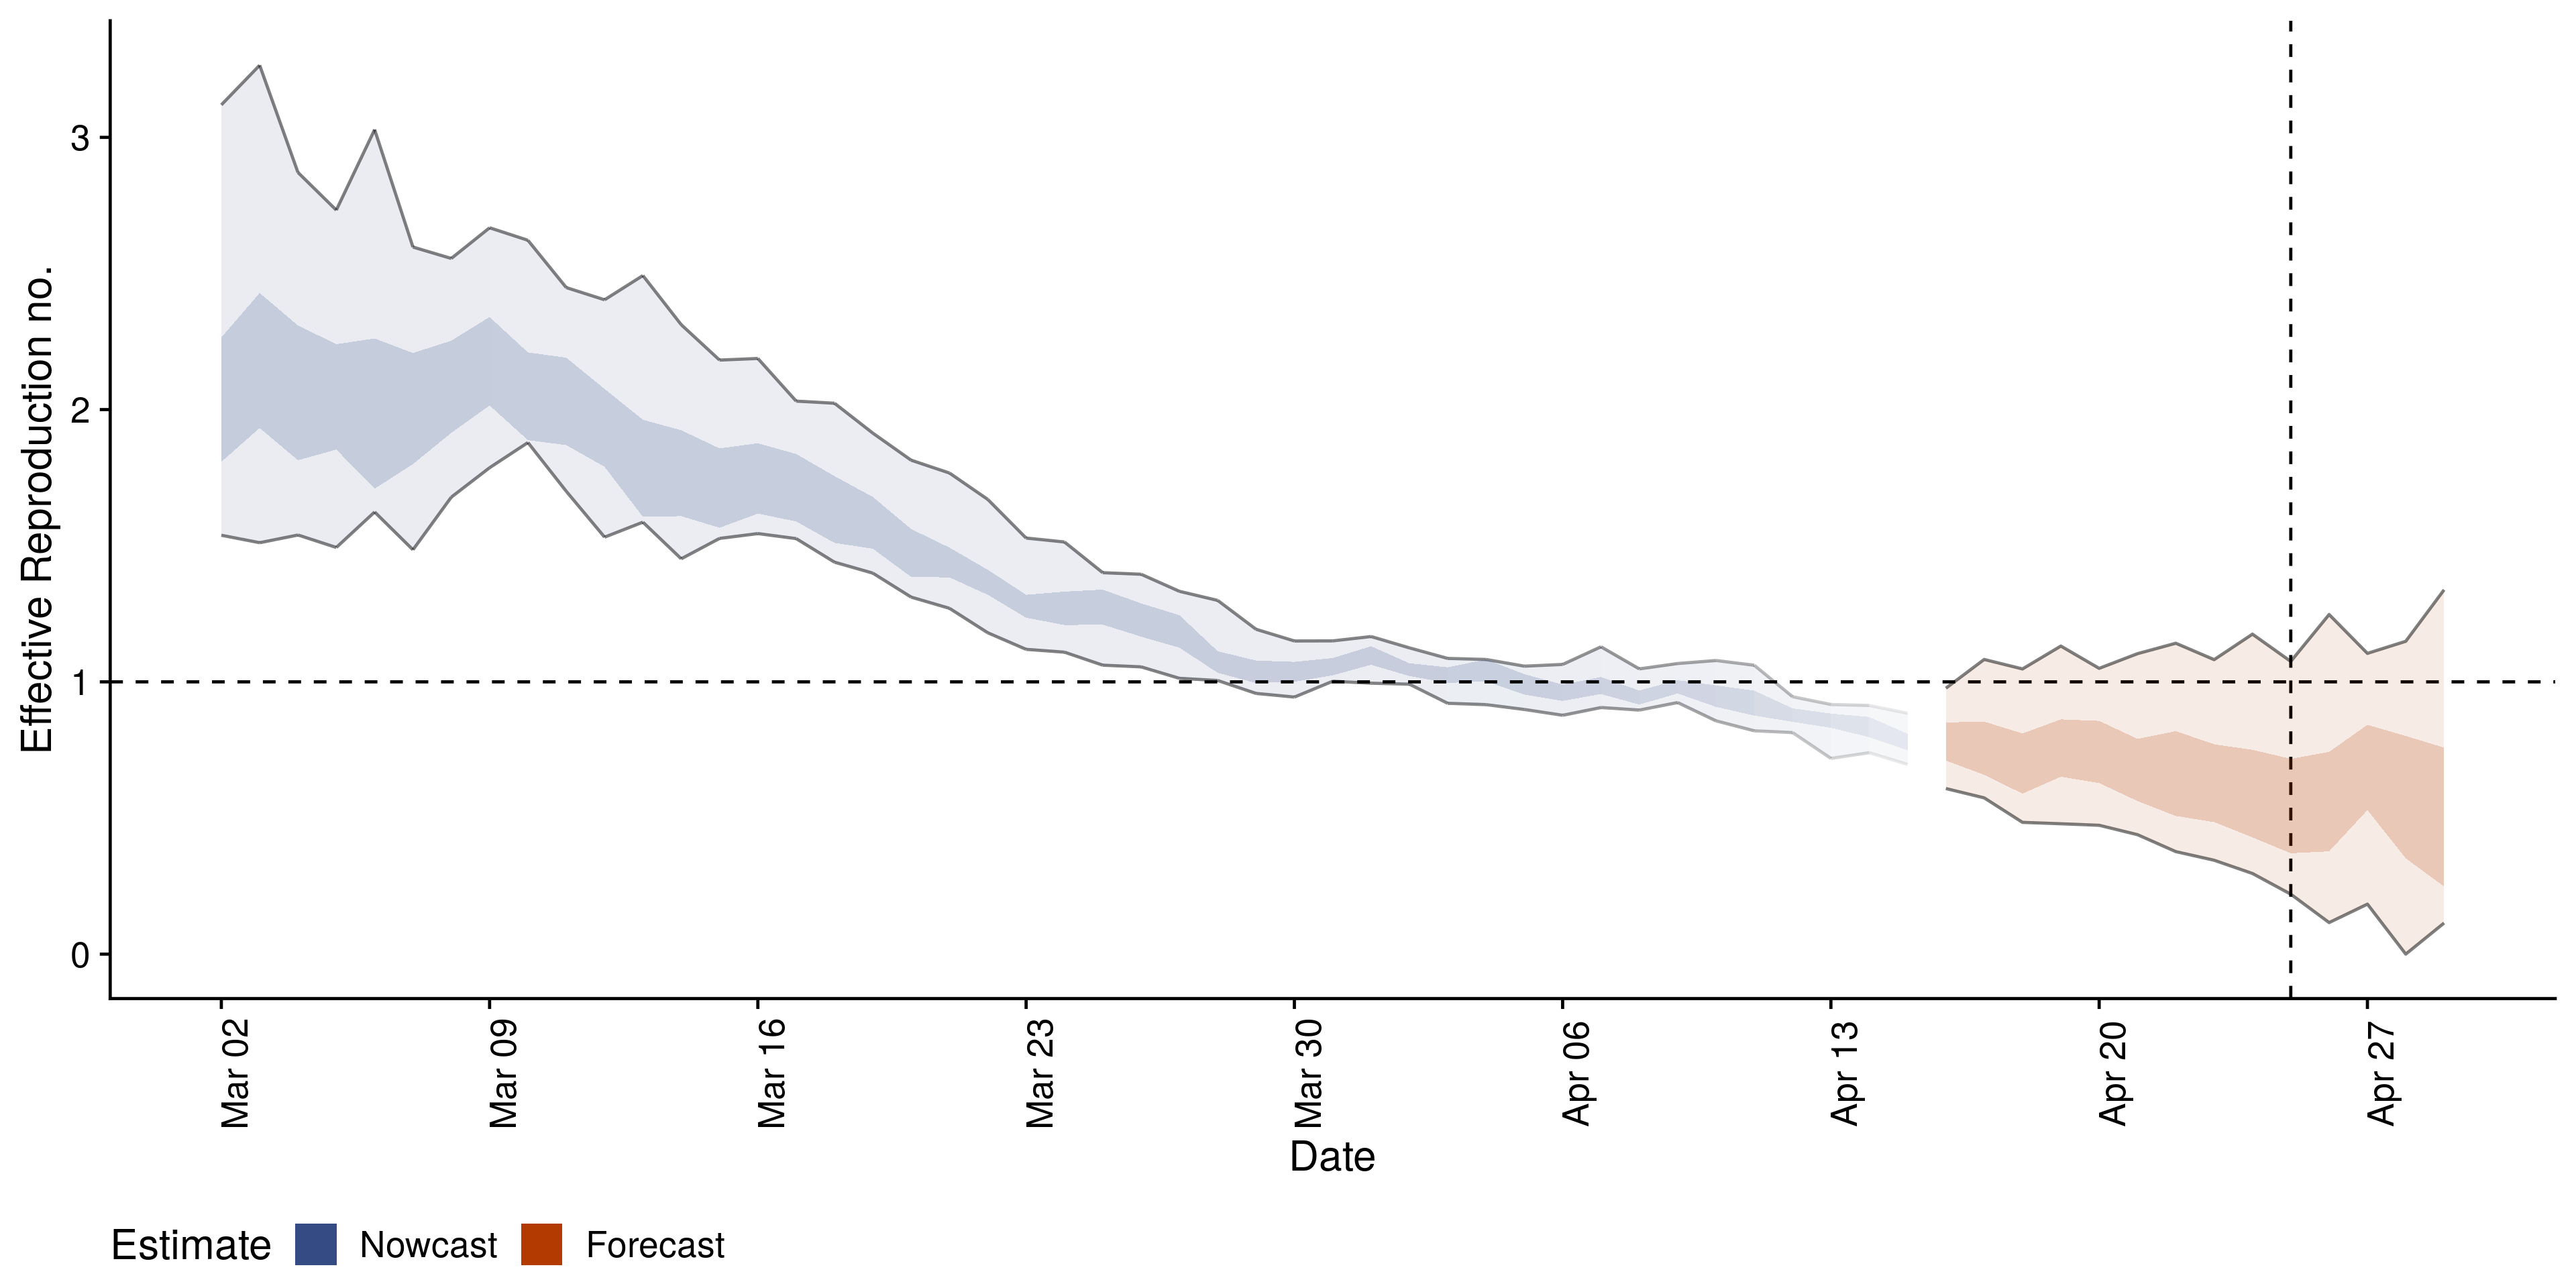 Effective Reproduction no.
3
2
1
0
Mar 02
Mar 09
Mar 16
Mar 23
Mar 30
Apr 06
Apr 13
Apr 20
Apr 27
Date
Estimate Nowcast Forecast